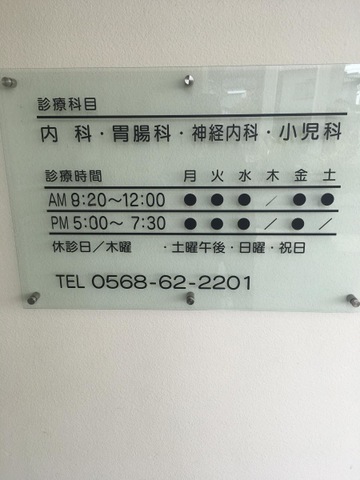 診療科目
内 科・胃腸科・神経内科・小児科
診療時間 月 火 水 木 金 土
AM 9:20～12:00 ● ● ● ／ ● ●
PM 5:00～ 7:30 ● ● ● ／ ● ／
休診日／木曜 ・土曜午後・日曜・祝日
TEL 0568-62-2201